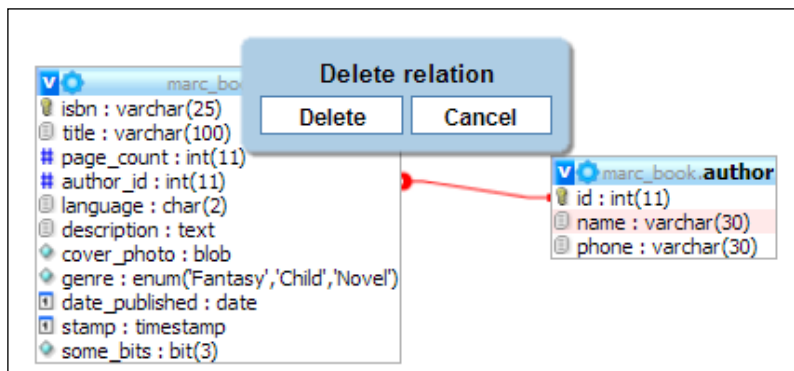 Delete relation
Delete Cancel
V marc_bo
isbn : varchar(25)
title : varchar(100)
# page_count : int(11)
# author_id : int(11)
language : char(2)
description : text
cover_photo : blob
genre : enum('Fantasy','Child','Novel')
date_published : date
stamp : timestamp
some_bits : bit(3)
V marc_book.author
id : int(11)
name : varchar(30)
phone : varchar(30)